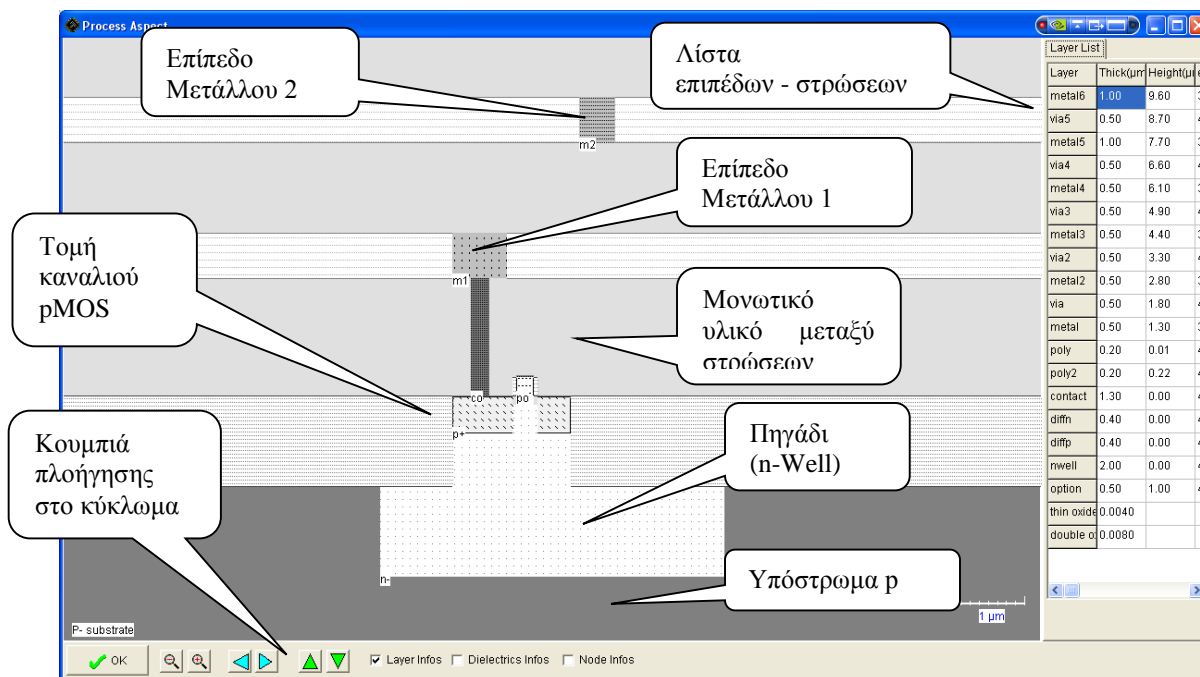 Process Aspect
Επίπεδο
Μετάλλου 2
Λίστα
επιπέδων - στρώσεων
m2
Επίπεδο
Μετάλλου 1
Τομή
καναλιού
pMOS
m1
Μονωτικό
υλικό μεταξύ
στρώσεων
co
po
p+
Κουμπιά
πλοήγησης
στο κύκλωμα
Πηγάδι
(n-Well)
n-
Υπόστρωμα p
P- substrate
1 µm
OK
Layer Infos
Dielectrics Infos
Node Infos
Layer List
Layer Thick(µm Height(µ
metal6 1.00 9.60
via5 0.50 8.70
metal5 1.00 7.70
via4 0.50 6.60
metal4 0.50 6.10
via3 0.50 4.90
metal3 0.50 4.40
via2 0.50 3.30
metal2 0.50 2.80
via 0.50 1.80
metal 0.50 1.30
poly 0.20 0.01
poly2 0.20 0.22
contact 1.30 0.00
diffn 0.40 0.00
diffp 0.40 0.00
nwell 2.00 0.00
option 0.50 1.00
thin oxide 0.0040
double o 0.0080